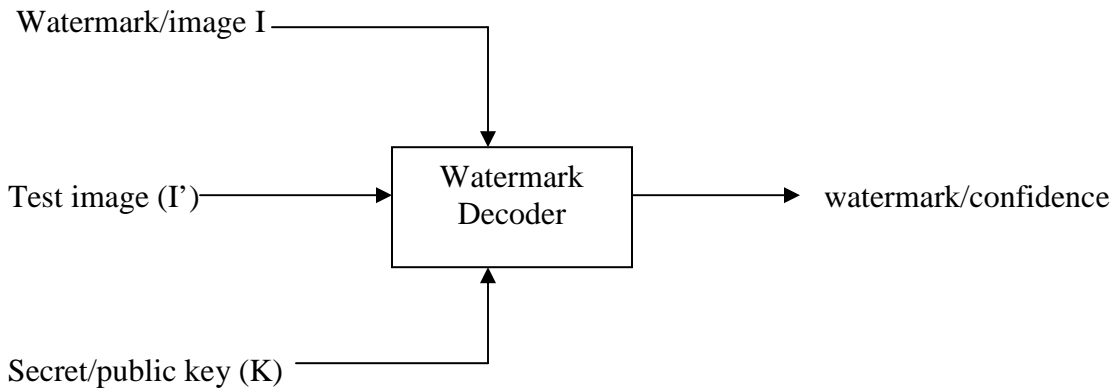 Watermark/image I
Test image (I’)
Watermark
Decoder
watermark/confidence
Secret/public key (K)